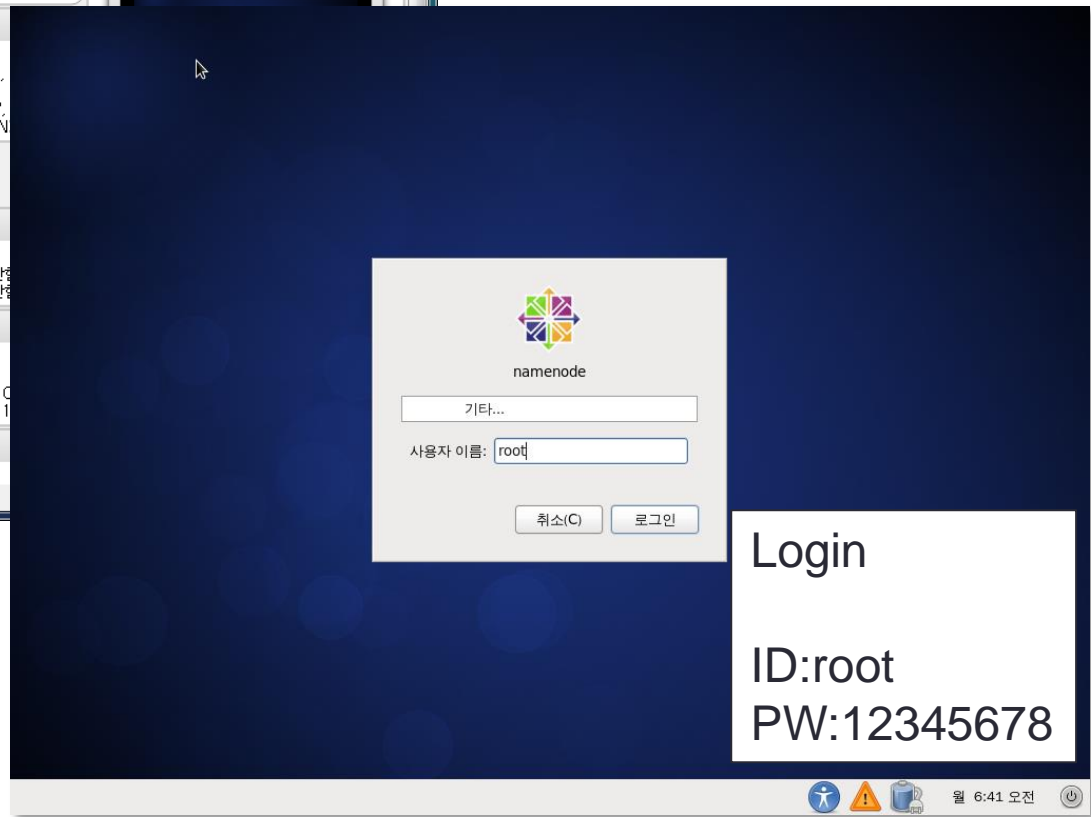 namenode
기타...
사용자 이름: root
취소(C) 로그인
Login
ID:root
PW:12345678
월 6:41 오전